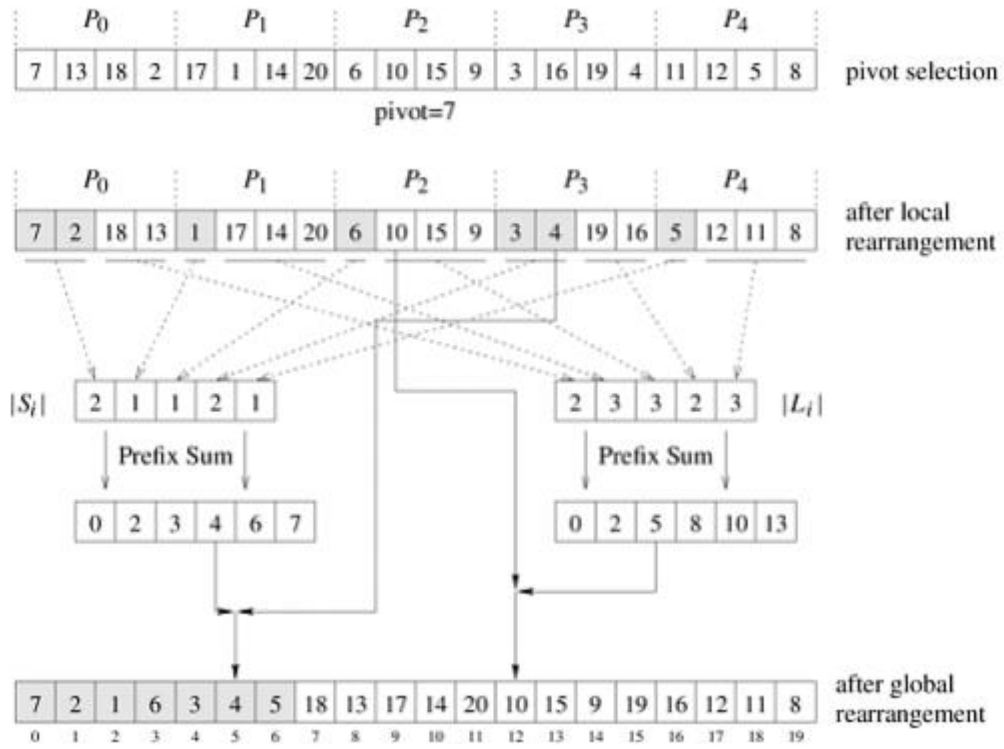 P0 P1 P2 P3 P4
7 13 18 2 17 1 14 20 6 10 15 9 3 16 19 4 11 12 5 8 pivot selection
pivot=7
P0 P1 P2 P3 P4
7 2 18 13 1 17 14 20 6 10 15 9 3 4 19 16 5 12 11 8 after local rearrangement
|Si| 2 1 1 2 1 2 3 3 2 3 |Li|
Prefix Sum Prefix Sum
0 2 3 4 6 7 0 2 5 8 10 13
7 2 1 6 3 4 5 18 13 17 14 20 10 15 9 19 16 12 11 8 after global rearrangement
0 1 2 3 4 5 6 7 8 9 10 11 12 13 14 15 16 17 18 19